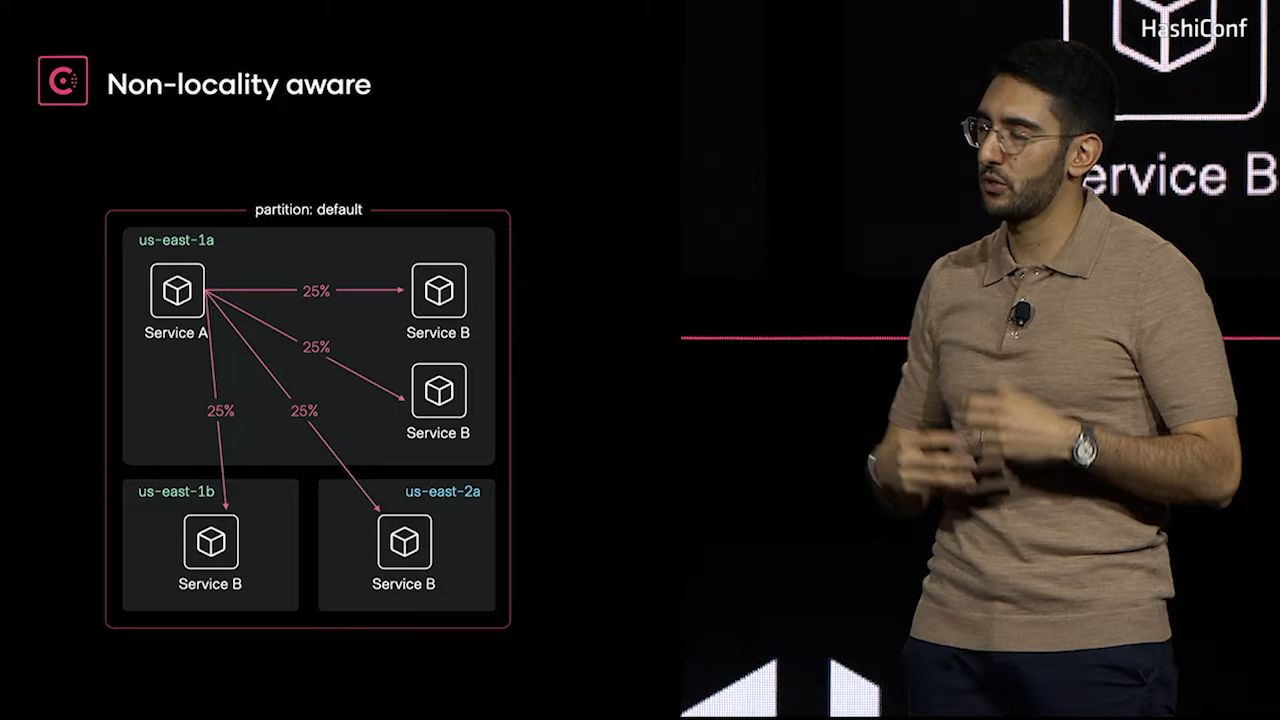 HashiConf
Non-locality aware
partition: default
us-east-1a
25%
Service A
Service B
25%
Service B
25%
25%
us-east-1b
us-east-2a
Service B
Service B
ervice B